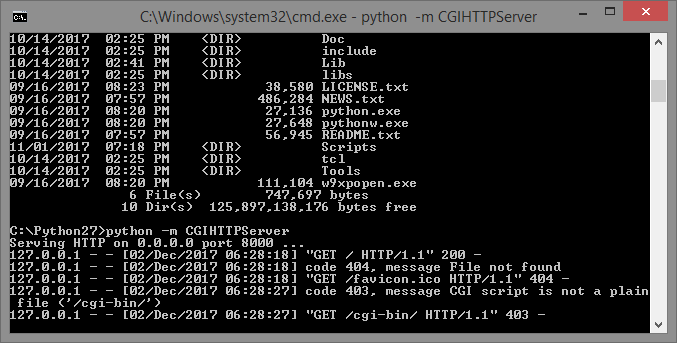 C:\Windows\system32\cmd.exe - python -m CGIHTTPServer
10/14/2017 02:25 PM <DIR> Doc
10/14/2017 02:25 PM <DIR> include
10/14/2017 02:41 PM <DIR> Lib
10/14/2017 02:25 PM <DIR> libs
09/16/2017 08:23 PM 38,580 LICENSE.txt
09/16/2017 07:57 PM 486,284 NEWS.txt
09/16/2017 08:20 PM 27,136 python.exe
09/16/2017 08:20 PM 27,648 pythonw.exe
09/16/2017 07:57 PM 56,945 README.txt
11/01/2017 07:18 PM <DIR> Scripts
10/14/2017 02:25 PM <DIR> tcl
10/14/2017 02:25 PM <DIR> Tools
09/16/2017 08:20 PM 111,104 w9xpopen.exe
6 File(s) 747,697 bytes
10 Dir(s) 125,897,138,176 bytes free
C:\Python27>python -m CGIHTTPServer
Serving HTTP on 0.0.0.0 port 8000 ...
127.0.0.1 - - [02/Dec/2017 06:28:18] "GET / HTTP/1.1" 200 -
127.0.0.1 - - [02/Dec/2017 06:28:18] code 404, message File not found
127.0.0.1 - - [02/Dec/2017 06:28:18] "GET /favicon.ico HTTP/1.1" 404 -
127.0.0.1 - - [02/Dec/2017 06:28:27] code 403, message CGI script is not a plain
file ('/cgi-bin/')
127.0.0.1 - - [02/Dec/2017 06:28:27] "GET /cgi-bin/ HTTP/1.1" 403 -